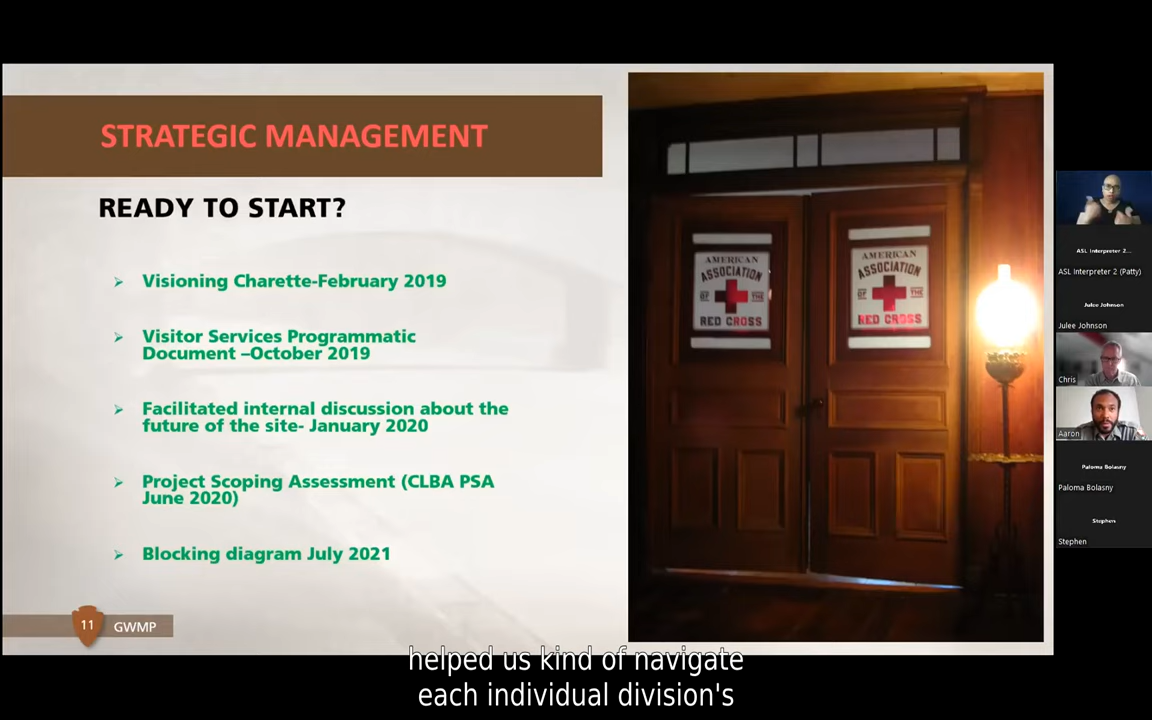 STRATEGIC MANAGEMENT
READY TO START?
Visioning Charette-February 2019
Visitor Services Programmatic
Document –October 2019
Facilitated internal discussion about the
future of the site- January 2020
Project Scoping Assessment (CLBA PSA
June 2020)
Blocking diagram July 2021
11 GWMP
AMERICAN
ASSOCIATION
OF THE
RED CROSS
AMERICAN
ASSOCIATION
OF THE
RED CROSS
ASL Interpreter 2...
ASL Interpreter 2 (Patty)
Julee Johnson
Julee Johnson
Chris
Aaron
Paloma Bolasny
Paloma Bolasny
Stephen
Stephen
helped us kind of navigate
each individual division's